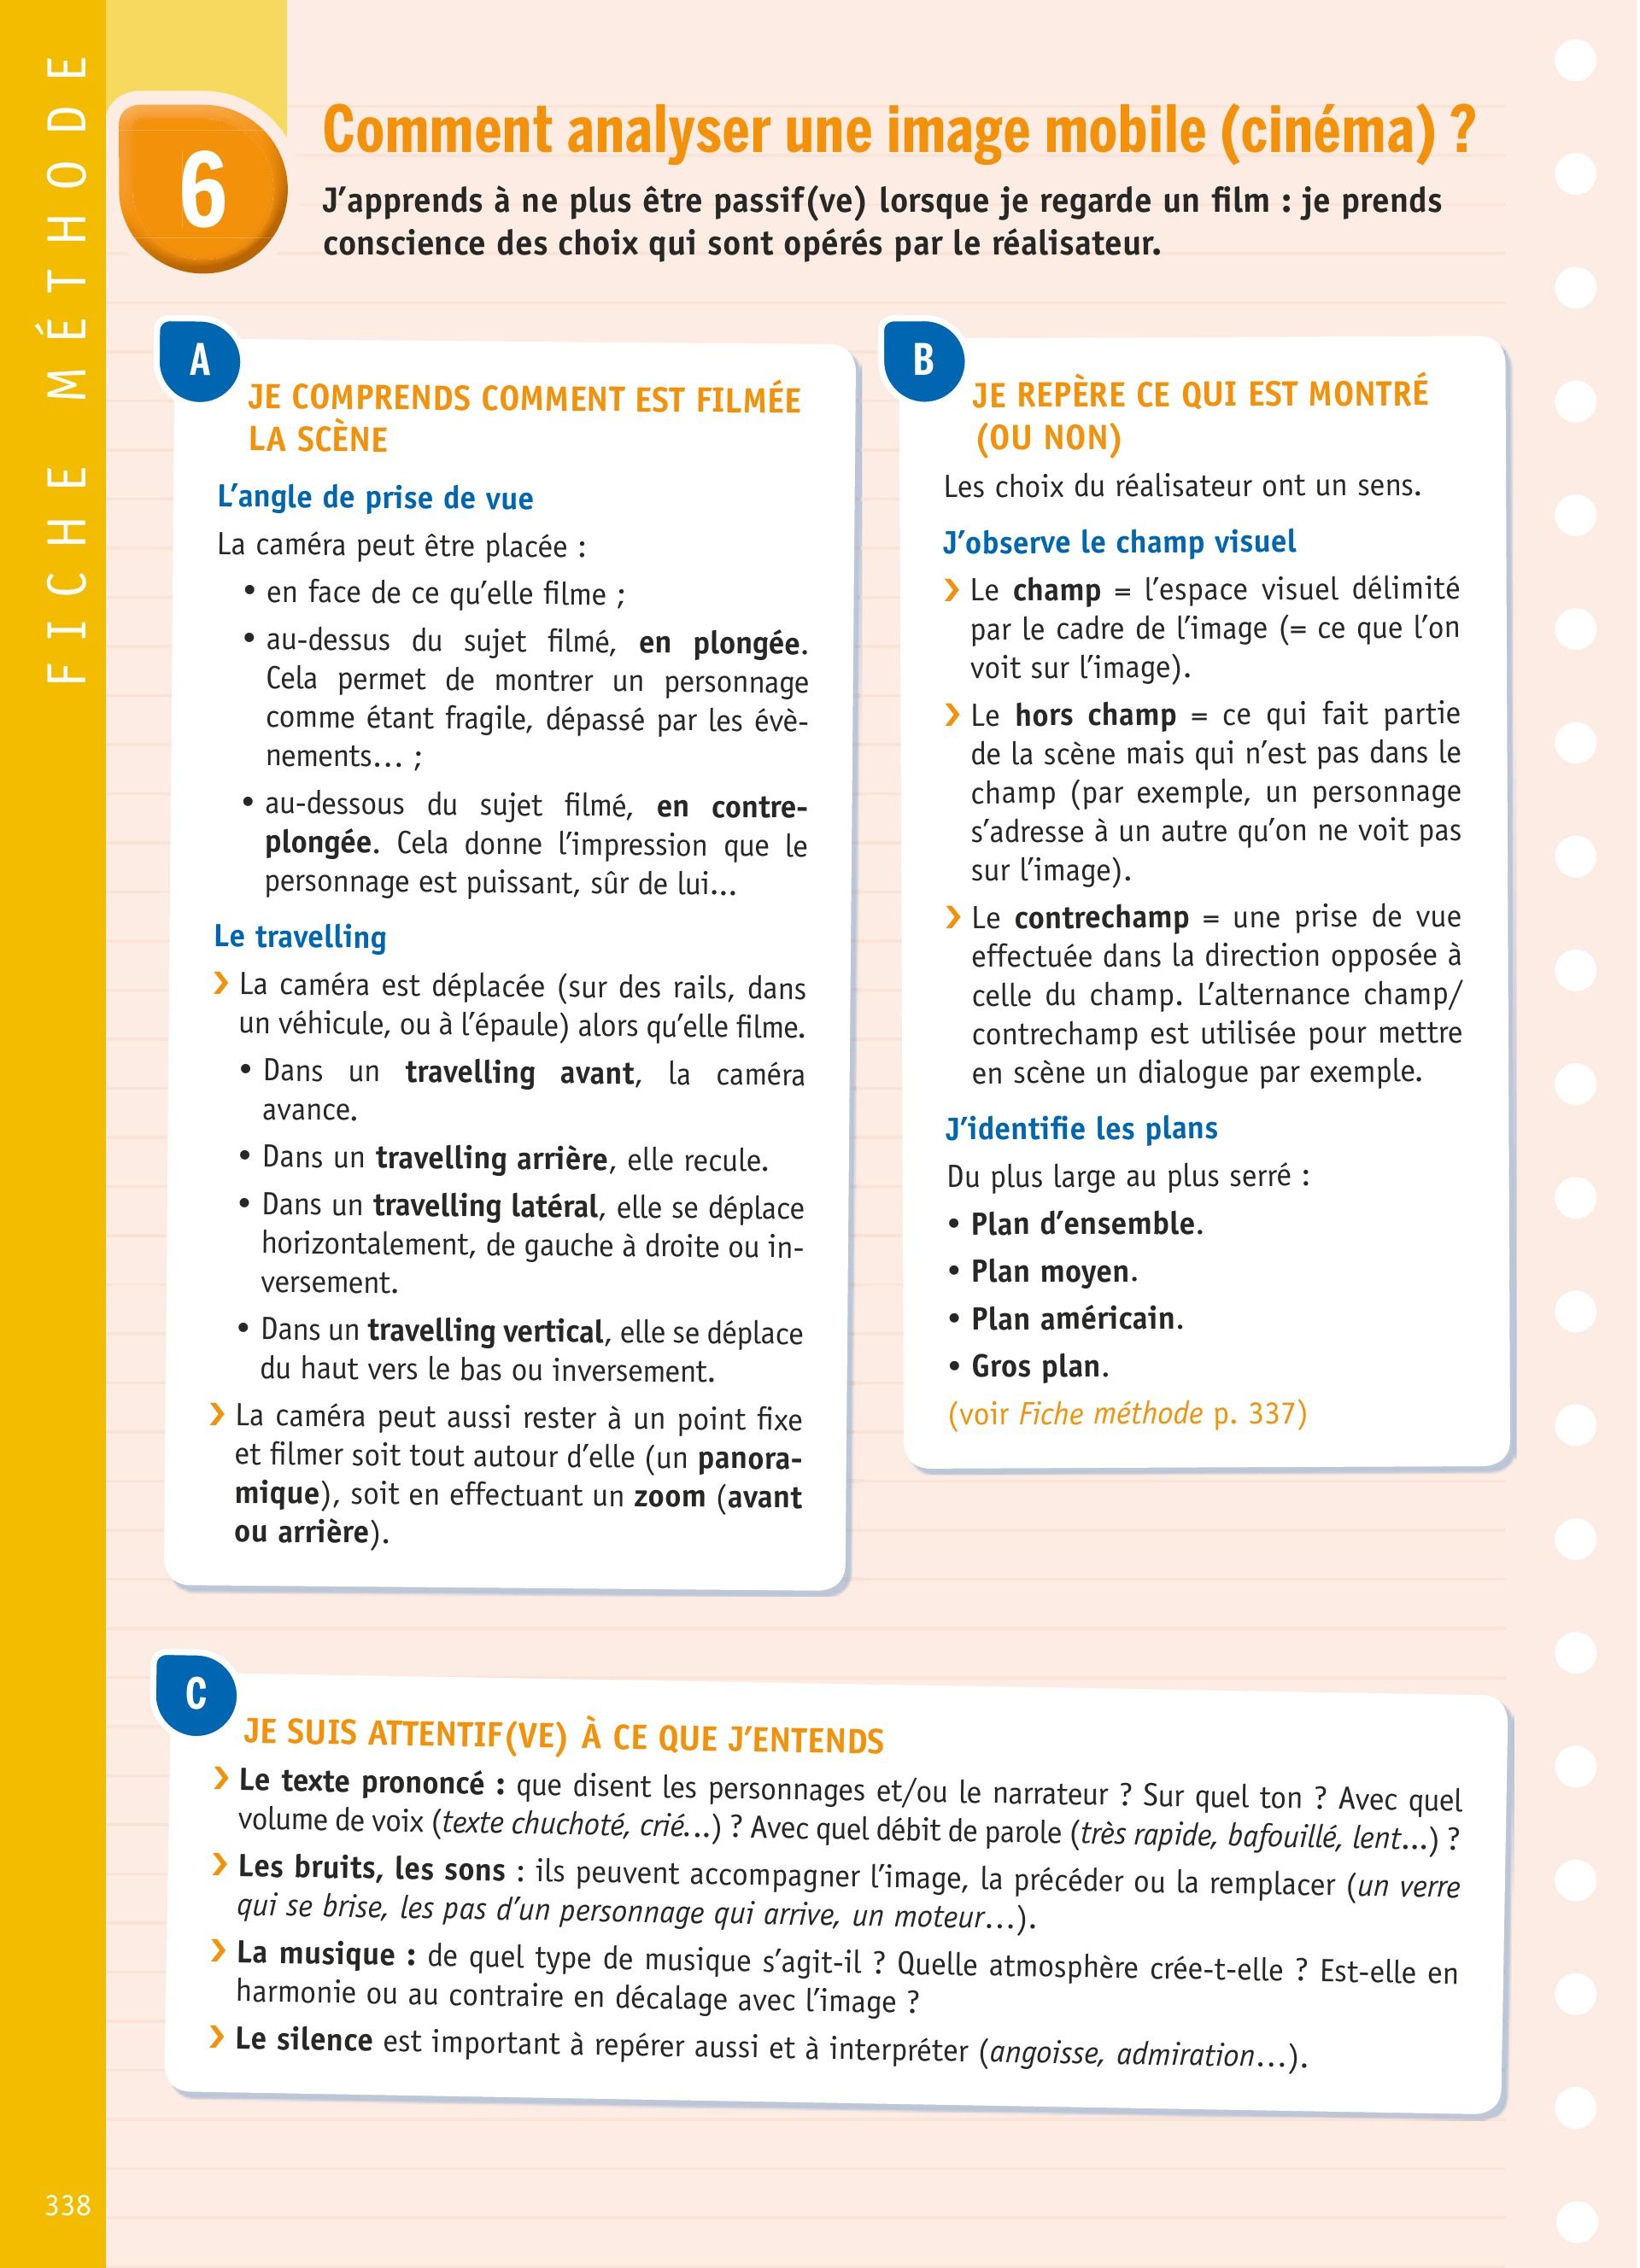 FICHE MÉTHODE
6
Comment analyser une image mobile (cinéma) ?
J'apprends à ne plus être passif(ve) lorsque je regarde un film : je prends
conscience des choix qui sont opérés par le réalisateur.
A
JE COMPRENDS COMMENT EST FILMÉE
LA SCÈNE
L'angle de prise de vue
La caméra peut être placée :
• en face de ce qu'elle filme ;
• au-dessus du sujet filmé, en plongée.
Cela permet de montrer un personnage
comme étant fragile, dépassé par les évè-
nements... ;
• au-dessous du sujet filmé, en contre-
plongée. Cela donne l'impression que le
personnage est puissant, sûr de lui...
Le travelling
› La caméra est déplacée (sur des rails, dans
un véhicule, ou à l'épaule) alors qu'elle filme.
• Dans un travelling avant, la caméra
avance.
• Dans un travelling arrière, elle recule.
• Dans un travelling latéral, elle se déplace
horizontalement, de gauche à droite ou in-
versement.
• Dans un travelling vertical, elle se déplace
du haut vers le bas ou inversement.
› La caméra peut aussi rester à un point fixe
et filmer soit tout autour d'elle (un panora-
mique), soit en effectuant un zoom (avant
ou arrière).
B
JE REPÈRE CE QUI EST MONTRÉ
(OU NON)
Les choix du réalisateur ont un sens.
J'observe le champ visuel
› Le champ = l'espace visuel délimité
par le cadre de l'image (= ce que l'on
voit sur l'image).
› Le hors champ = ce qui fait partie
de la scène mais qui n'est pas dans le
champ (par exemple, un personnage
s'adresse à un autre qu'on ne voit pas
sur l'image).
› Le contrechamp = une prise de vue
effectuée dans la direction opposée à
celle du champ. L'alternance champ/
contrechamp est utilisée pour mettre
en scène un dialogue par exemple.
J'identifie les plans
Du plus large au plus serré :
• Plan d'ensemble.
• Plan moyen.
• Plan américain.
• Gros plan.
(voir Fiche méthode p. 337)
C
JE SUIS ATTENTIF(VE) À CE QUE J'ENTENDS
› Le texte prononcé : que disent les personnages et/ou le narrateur ? Sur quel ton ? Avec quel
volume de voix (texte chuchoté, crié...) ? Avec quel débit de parole (très rapide, bafouillé, lent...) ?
› Les bruits, les sons : ils peuvent accompagner l'image, la précéder ou la remplacer (un verre
qui se brise, les pas d'un personnage qui arrive, un moteur...).
› La musique : de quel type de musique s'agit-il ? Quelle atmosphère crée-t-elle ? Est-elle en
harmonie ou au contraire en décalage avec l'image ?
› Le silence est important à repérer aussi et à interpréter (angoisse, admiration...).
338